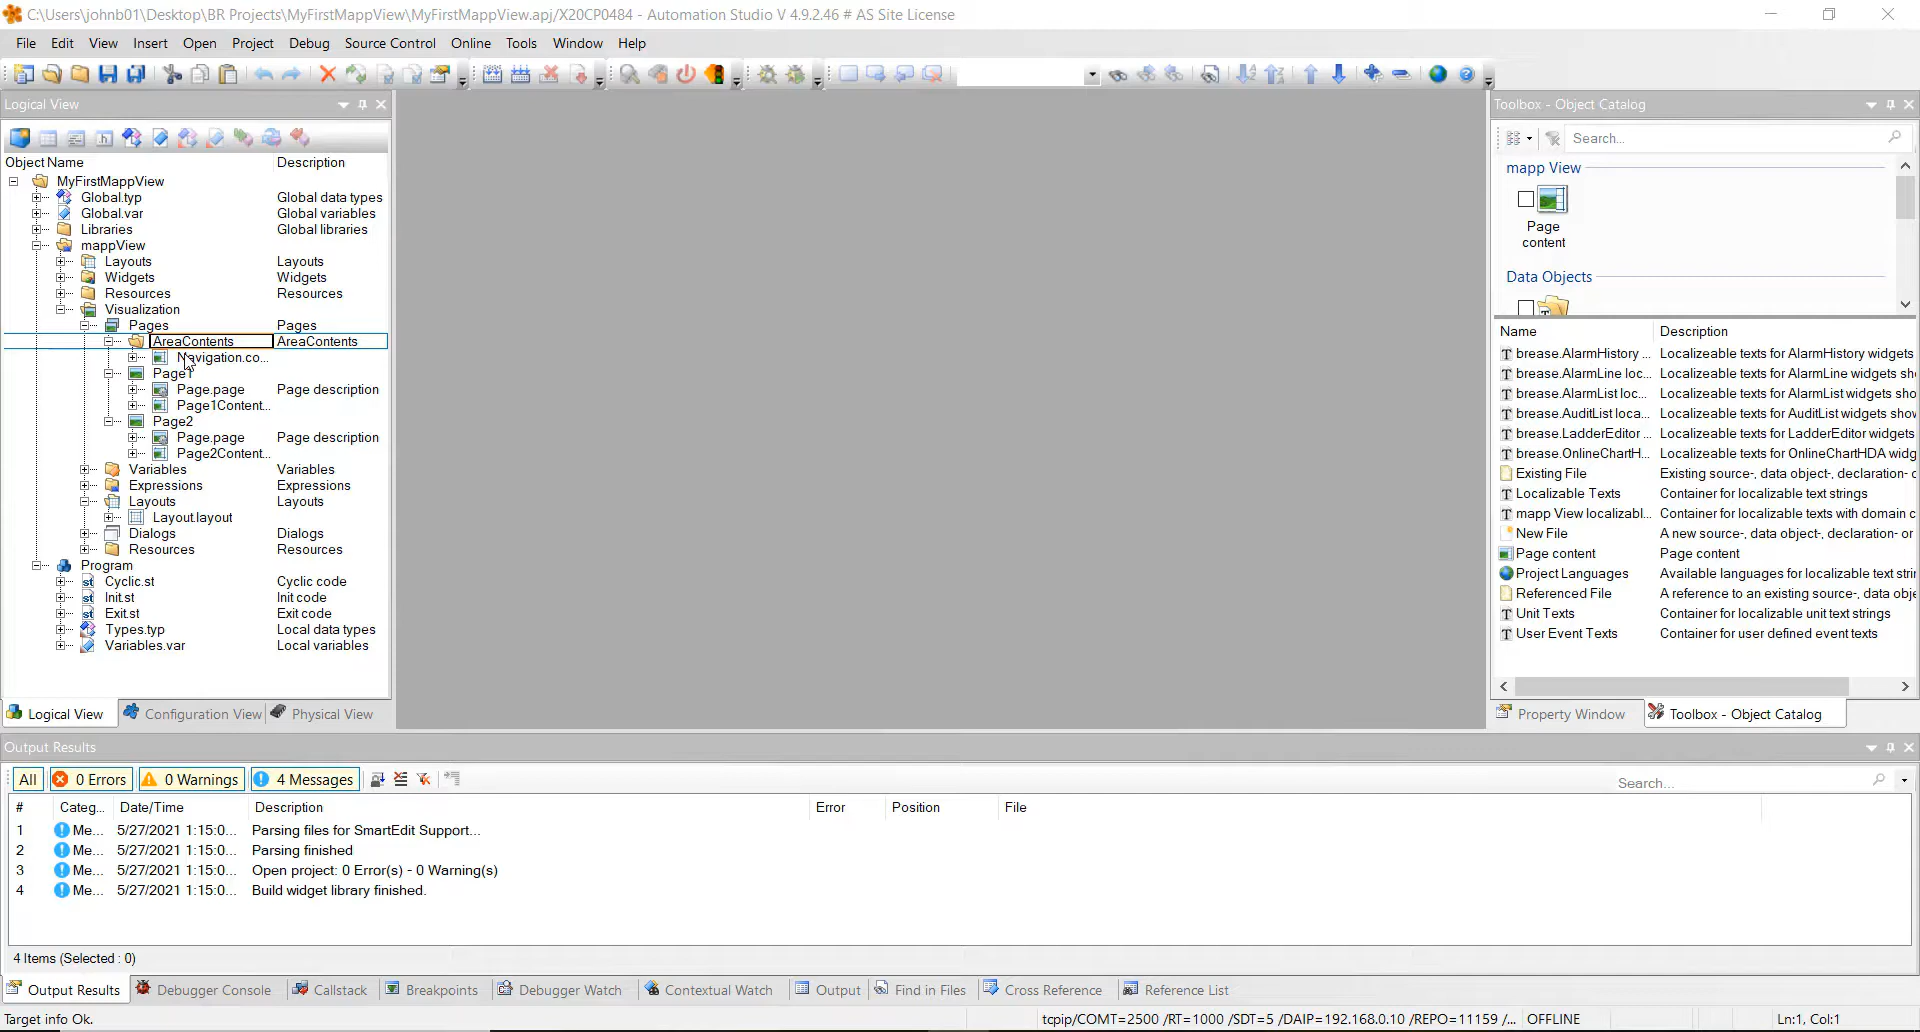 C:\Users\johnb01\Desktop\BR Projects\MyFirstMappView\MyFirstMappView.apj/X20CP0484 - Automation Studio V 4.9.2.46 # AS Site License
File Edit View Insert Open Project Debug Source Control Online Tools Window Help
Logical View
Object Name Description
MyFirstMappView
Global.typ Global data types
Global.var Global variables
Libraries Global libraries
mappView
Layouts Layouts
Widgets Widgets
Resources Resources
Visualization
Pages Pages
AreaContents AreaContents
Navigation.co...
Page1
Page.page Page description
Page1Content...
Page2
Page.page Page description
Page2Content...
Variables Variables
Expressions Expressions
Layouts Layouts
Layout.layout
Dialogs Dialogs
Resources Resources
Program
Cyclic.st Cyclic code
Init.st Init code
Exit.st Exit code
Types.typ Local data types
Variables.var Local variables
Logical View Configuration View Physical View
Toolbox - Object Catalog
Search...
mapp View
Page
content
Data Objects
Name Description
brease.AlarmHistory ... Localizeable texts for AlarmHistory widgets
brease.AlarmLine loc... Localizeable texts for AlarmLine widgets sh
brease.AlarmList loc... Localizeable texts for AlarmList widgets shov
brease.AuditList loca... Localizeable texts for AuditList widgets shov
brease.LadderEditor ... Localizeable texts for LadderEditor widgets
brease.OnlineChartH... Localizeable texts for OnlineChartHDA widg
Existing File Existing source-, data object-, declaration- c
Localizable Texts Container for localizable text strings
mapp View localizabl... Container for localizable texts with domain c
New File A new source-, data object-, declaration- or
Page content Page content
Project Languages Available languages for localizable text strin
Referenced File A reference to an existing source-, data obje
Unit Texts Container for localizable unit text strings
User Event Texts Container for user defined event texts
Property Window Toolbox - Object Catalog
Output Results
All 0 Errors 0 Warnings 4 Messages
Search...
# Categ... Date/Time Description Error Position File
1 Me... 5/27/2021 1:15:0... Parsing files for SmartEdit Support...
2 Me... 5/27/2021 1:15:0... Parsing finished
3 Me... 5/27/2021 1:15:0... Open project: 0 Error(s) - 0 Warning(s)
4 Me... 5/27/2021 1:15:0... Build widget library finished.
4 Items (Selected : 0)
Output Results Debugger Console Callstack Breakpoints Debugger Watch Contextual Watch Output Find in Files Cross Reference Reference List
Target info Ok. tcpip/COMT=2500 /RT=1000 /SDT=5 /DAIP=192.168.0.10 /REPO=11159 /... OFFLINE Ln:1, Col:1